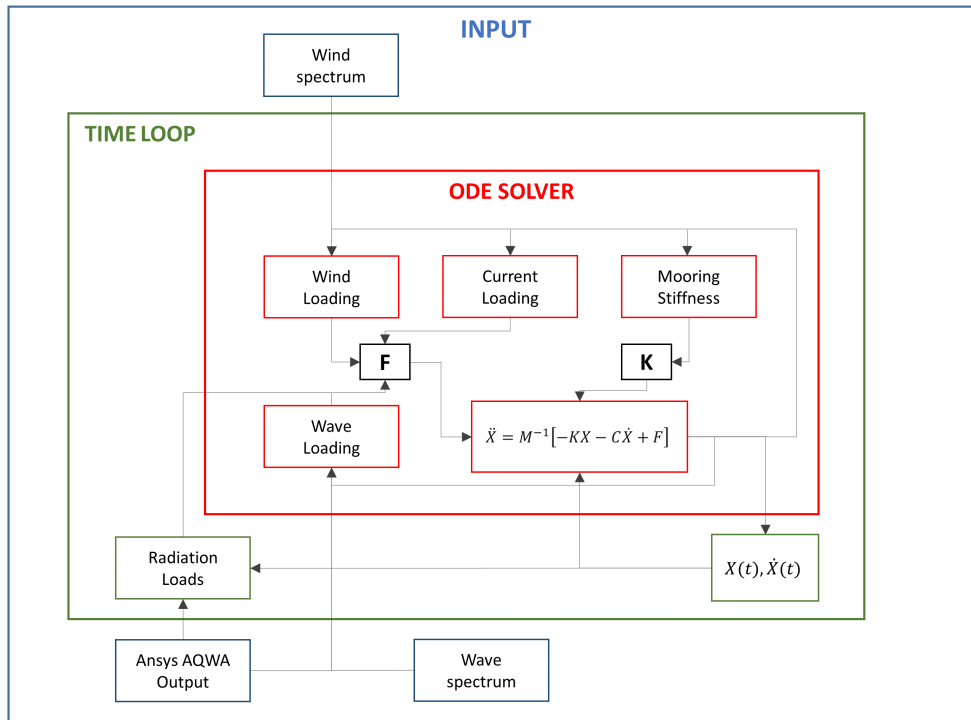 INPUT
Wind
spectrum
TIME LOOP
ODE SOLVER
Wind
Loading
Current
Loading
Mooring
Stiffness
F
K
Wave
Loading
Ẍ = M⁻¹[−KX − CẊ + F]
Radiation
Loads
X(t), Ẋ(t)
Ansys AQWA
Output
Wave
spectrum